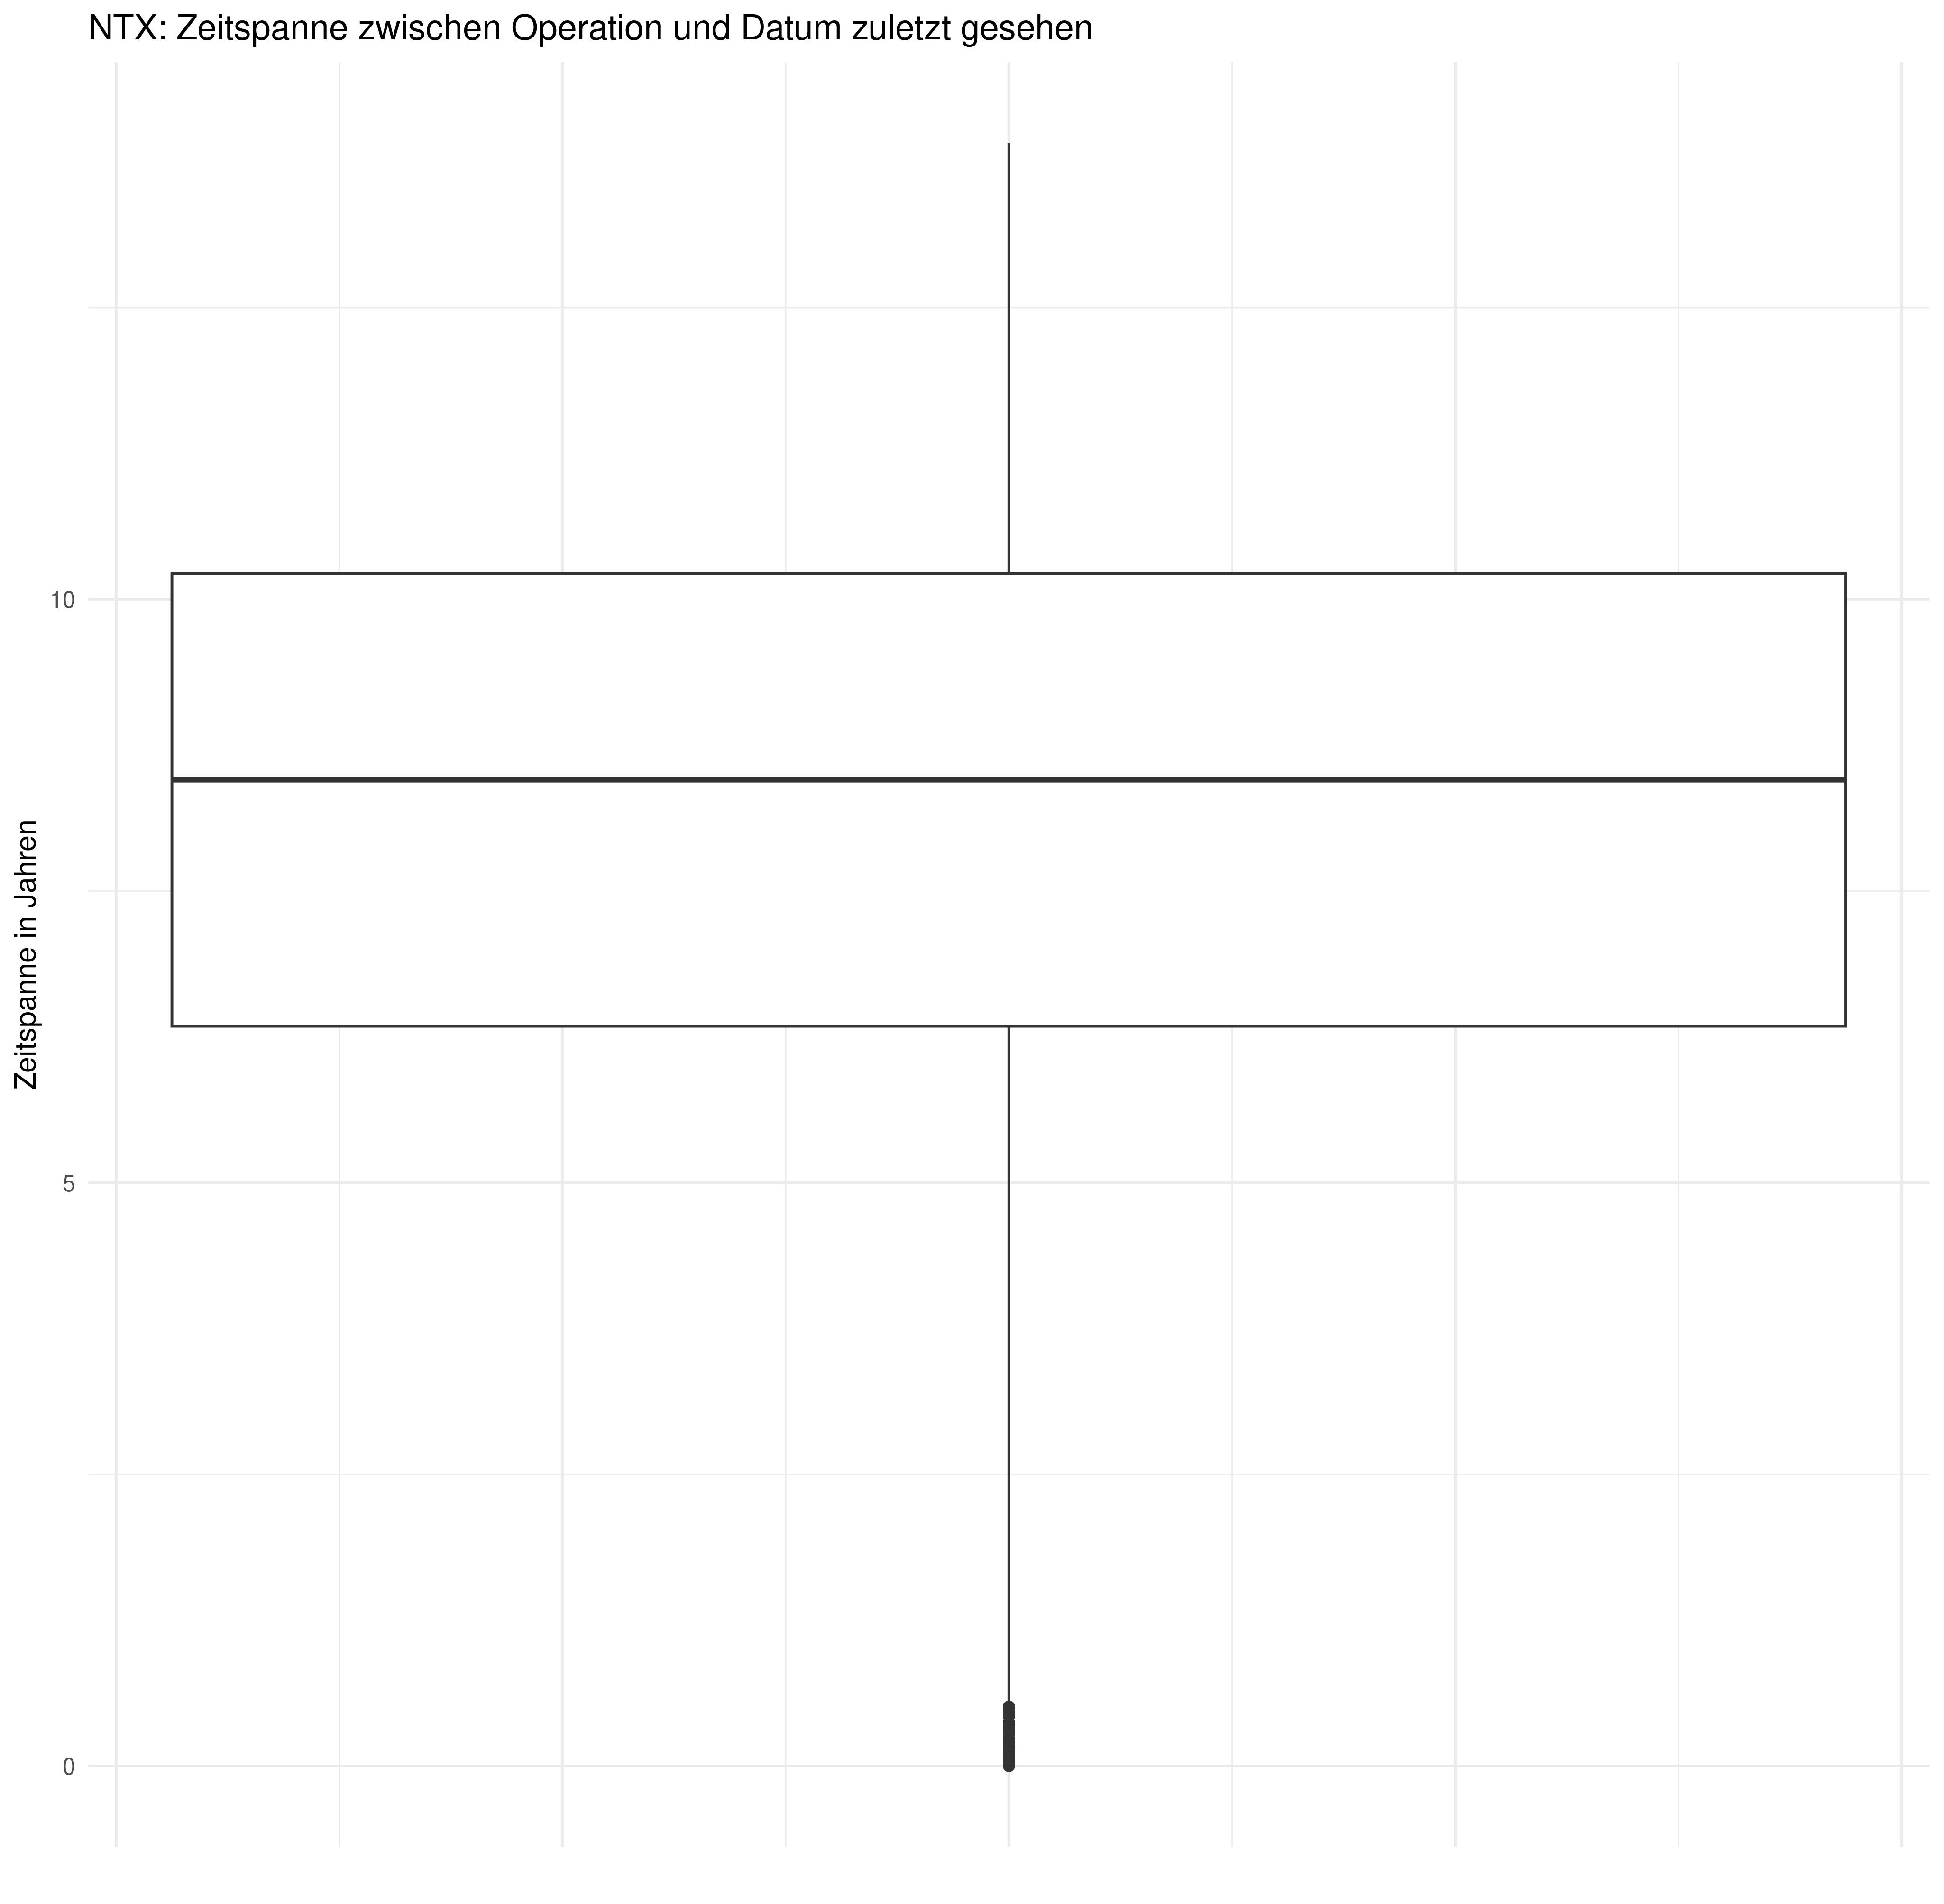 NTX: Zeitspanne zwischen Operation und Datum zuletzt gesehen
Zeitspanne in Jahren
10
5
0